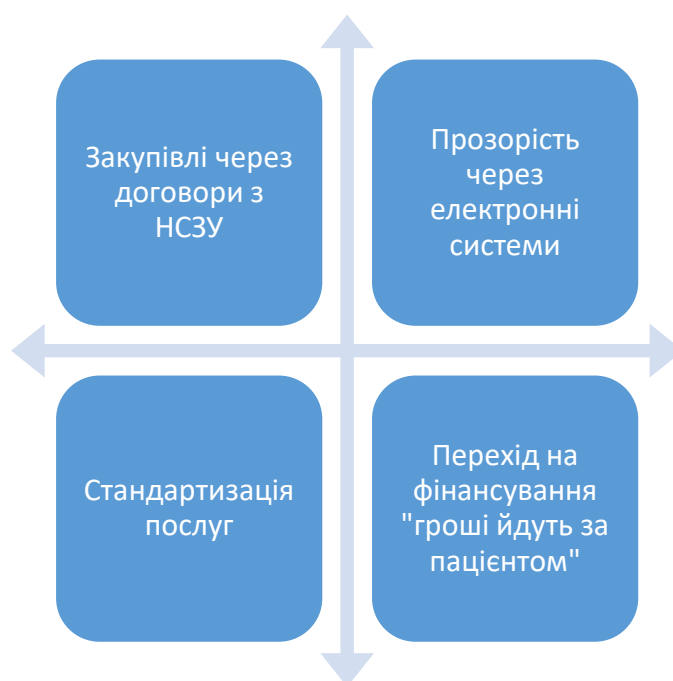 Закупівлі через
договори з
НСЗУ
Прозорість
через
електронні
системи
Стандартизація
послуг
Перехід на
фінансування
"гроші йдуть за
пацієнтом"